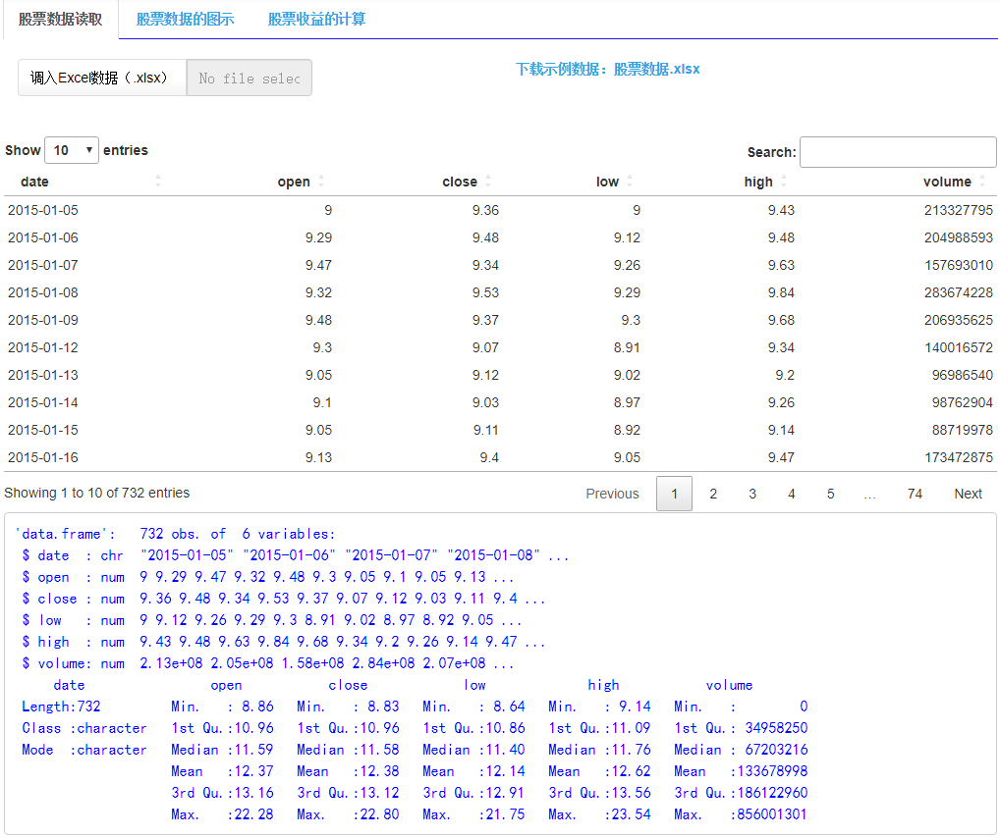 股票数据读取 股票数据的图示 股票收益的计算
调入Excel数据（.xlsx） No file selec 下载示例数据：股票数据.xlsx
Show 10 entries Search:
date open close low high volume
2015-01-05 9 9.36 9 9.43 213327795
2015-01-06 9.29 9.48 9.12 9.48 204988593
2015-01-07 9.47 9.34 9.26 9.63 157693010
2015-01-08 9.32 9.53 9.29 9.84 283674228
2015-01-09 9.48 9.37 9.3 9.68 206935625
2015-01-12 9.3 9.07 8.91 9.34 140016572
2015-01-13 9.05 9.12 9.02 9.2 96986540
2015-01-14 9.1 9.03 8.97 9.26 98762904
2015-01-15 9.05 9.11 8.92 9.14 88719978
2015-01-16 9.13 9.4 9.05 9.47 173472875
Showing 1 to 10 of 732 entries Previous 1 2 3 4 5 … 74 Next
'data.frame': 732 obs. of 6 variables:
$ date : chr "2015-01-05" "2015-01-06" "2015-01-07" "2015-01-08" ...
$ open : num 9 9.29 9.47 9.32 9.48 9.3 9.05 9.1 9.05 9.13 ...
$ close : num 9.36 9.48 9.34 9.53 9.37 9.07 9.12 9.03 9.11 9.4 ...
$ low : num 9 9.12 9.26 9.29 9.3 8.91 9.02 8.97 8.92 9.05 ...
$ high : num 9.43 9.48 9.63 9.84 9.68 9.34 9.2 9.26 9.14 9.47 ...
$ volume: num 2.13e+08 2.05e+08 1.58e+08 2.84e+08 2.07e+08 ...
date open close low high volume
Length:732 Min. : 8.86 Min. : 8.83 Min. : 8.64 Min. : 9.14 Min. : 0
Class :character 1st Qu.:10.96 1st Qu.:10.96 1st Qu.:10.86 1st Qu.:11.09 1st Qu.: 34958250
Mode :character Median :11.59 Median :11.58 Median :11.40 Median :11.76 Median : 67203216
Mean :12.37 Mean :12.38 Mean :12.14 Mean :12.62 Mean :133678998
3rd Qu.:13.16 3rd Qu.:13.12 3rd Qu.:12.91 3rd Qu.:13.56 3rd Qu.:186122960
Max. :22.28 Max. :22.80 Max. :21.75 Max. :23.54 Max. :856001301